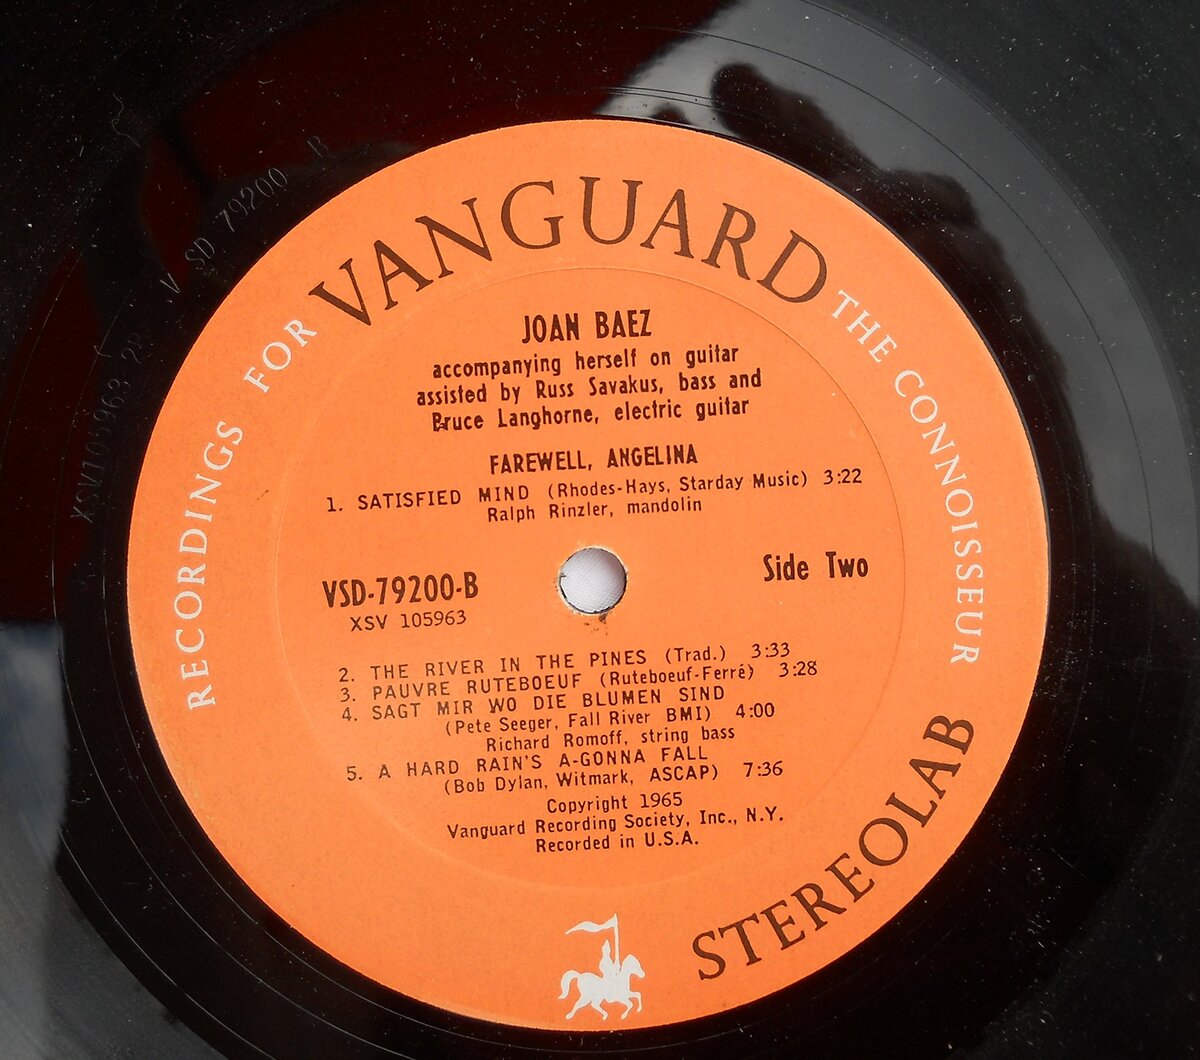 RECORDINGS FOR VANGUARD THE CONNOISSEUR
JOAN BAEZ
accompanying herself on guitar
assisted by Russ Savakus, bass and
Bruce Langhorne, electric guitar
FAREWELL, ANGELINA
1. SATISFIED MIND (Rhodes-Hays, Starday Music) 3:22
Ralph Rinzler, mandolin
VSD-79200-B
XSV 105963
Side Two
2. THE RIVER IN THE PINES (Trad.) 3:33
3. PAUVRE RUTEBOEUF (Ruteboeuf-Ferré) 3:28
4. SAGT MIR WO DIE BLUMEN SIND
(Pete Seeger, Fall River BMI) 4:00
Richard Romoff, string bass
5. A HARD RAIN'S A-GONNA FALL
(Bob Dylan, Witmark, ASCAP) 7:36
Copyright 1965
Vanguard Recording Society, Inc., N.Y.
Recorded in U.S.A.
STEREOLAB
V SD 79200 B
XSV105963 2B